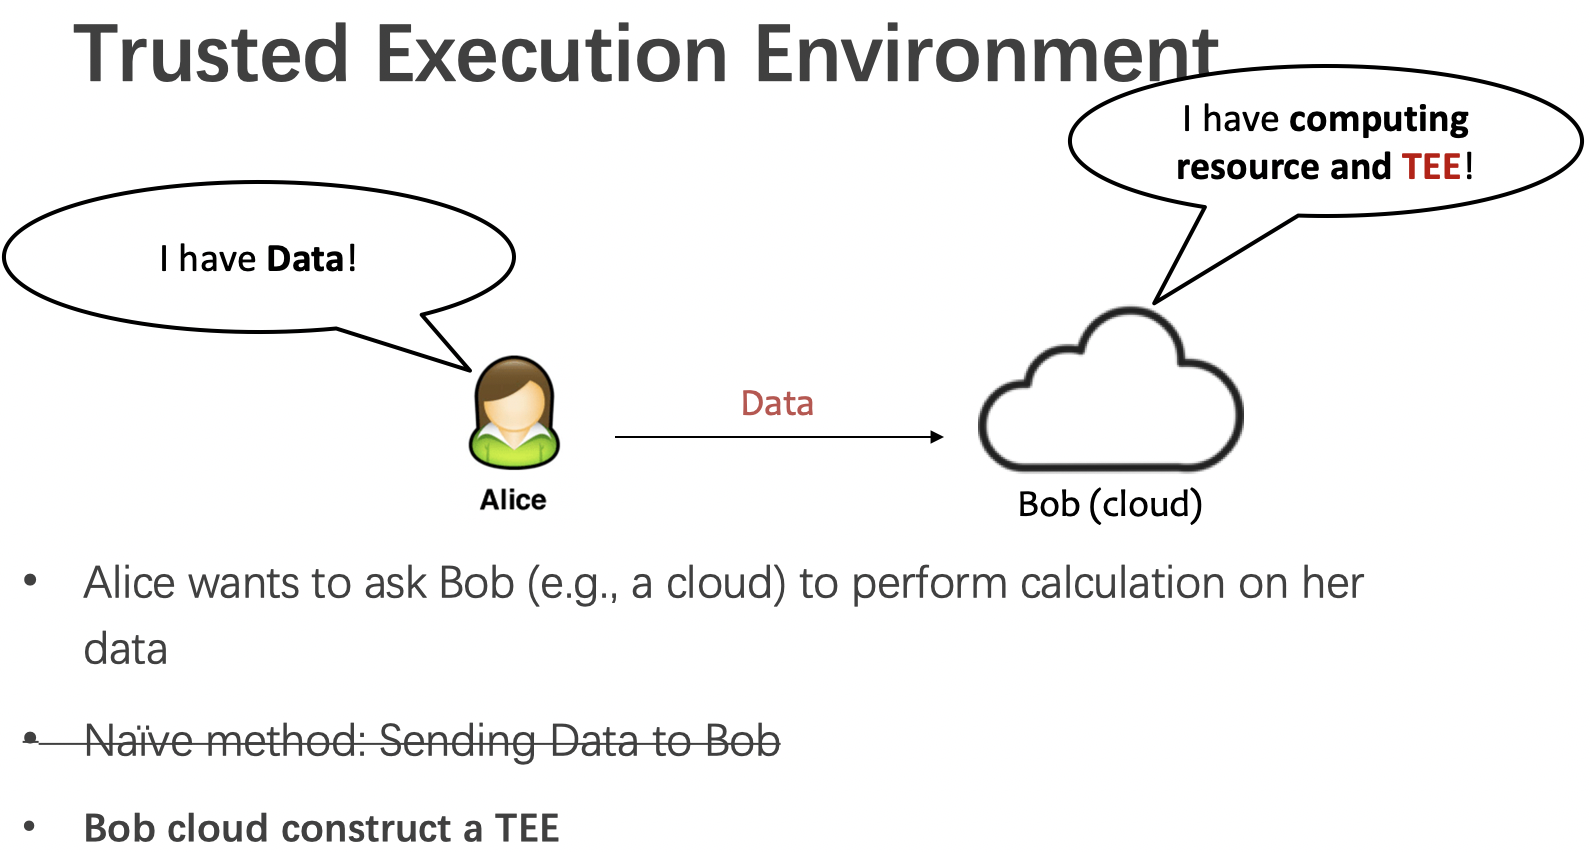 Trusted Execution Environment
I have computing
resource and TEE!
I have Data!
Data
Alice
Bob (cloud)
• Alice wants to ask Bob (e.g., a cloud) to perform calculation on her
data
• Naïve method: Sending Data to Bob
• Bob cloud construct a TEE